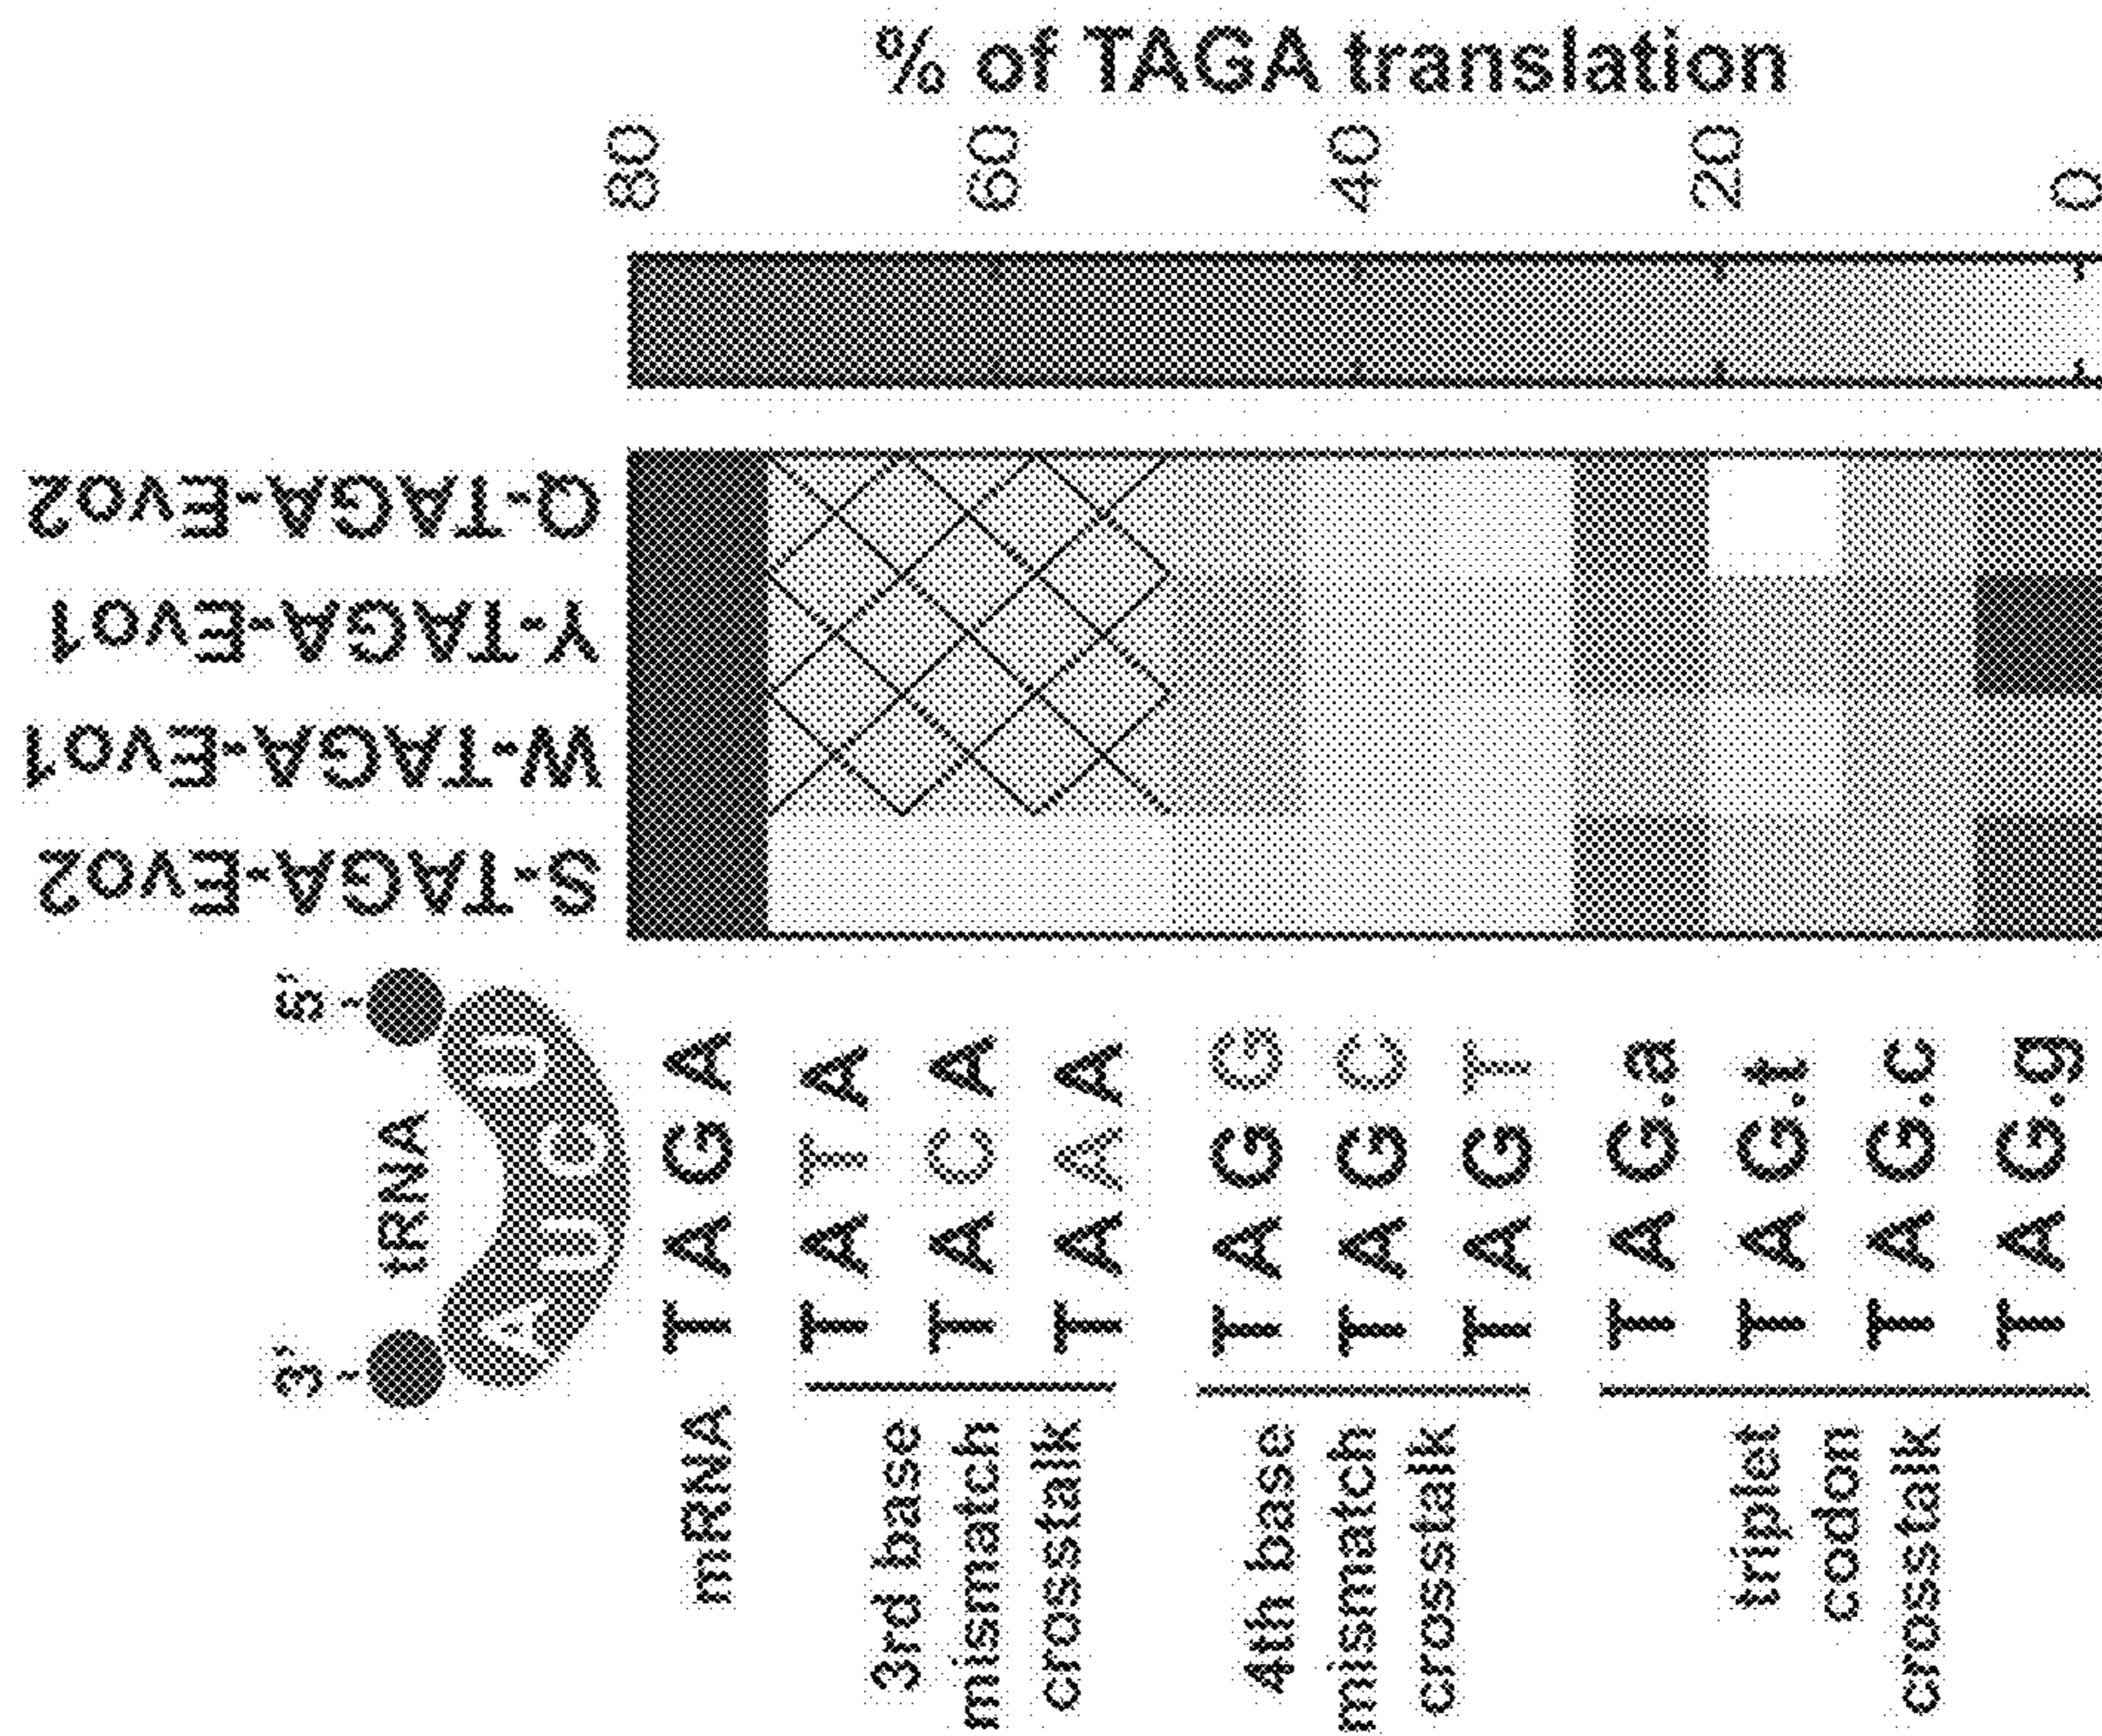 % of TAGA translation
80
60
40
20
0
Q-TAGA-Evo2
Y-TAGA-Evo1
W-TAGA-Evo1
S-TAGA-Evo2
3'
tRNA
5'
A U C U
mRNA
T A G A
3rd base
mismatch
crosstalk
T A T A
T A C A
T A A A
4th base
mismatch
crosstalk
T A G G
T A G C
T A G T
triplet
codon
crosstalk
T A G.a
T A G.t
T A G.c
T A G.g